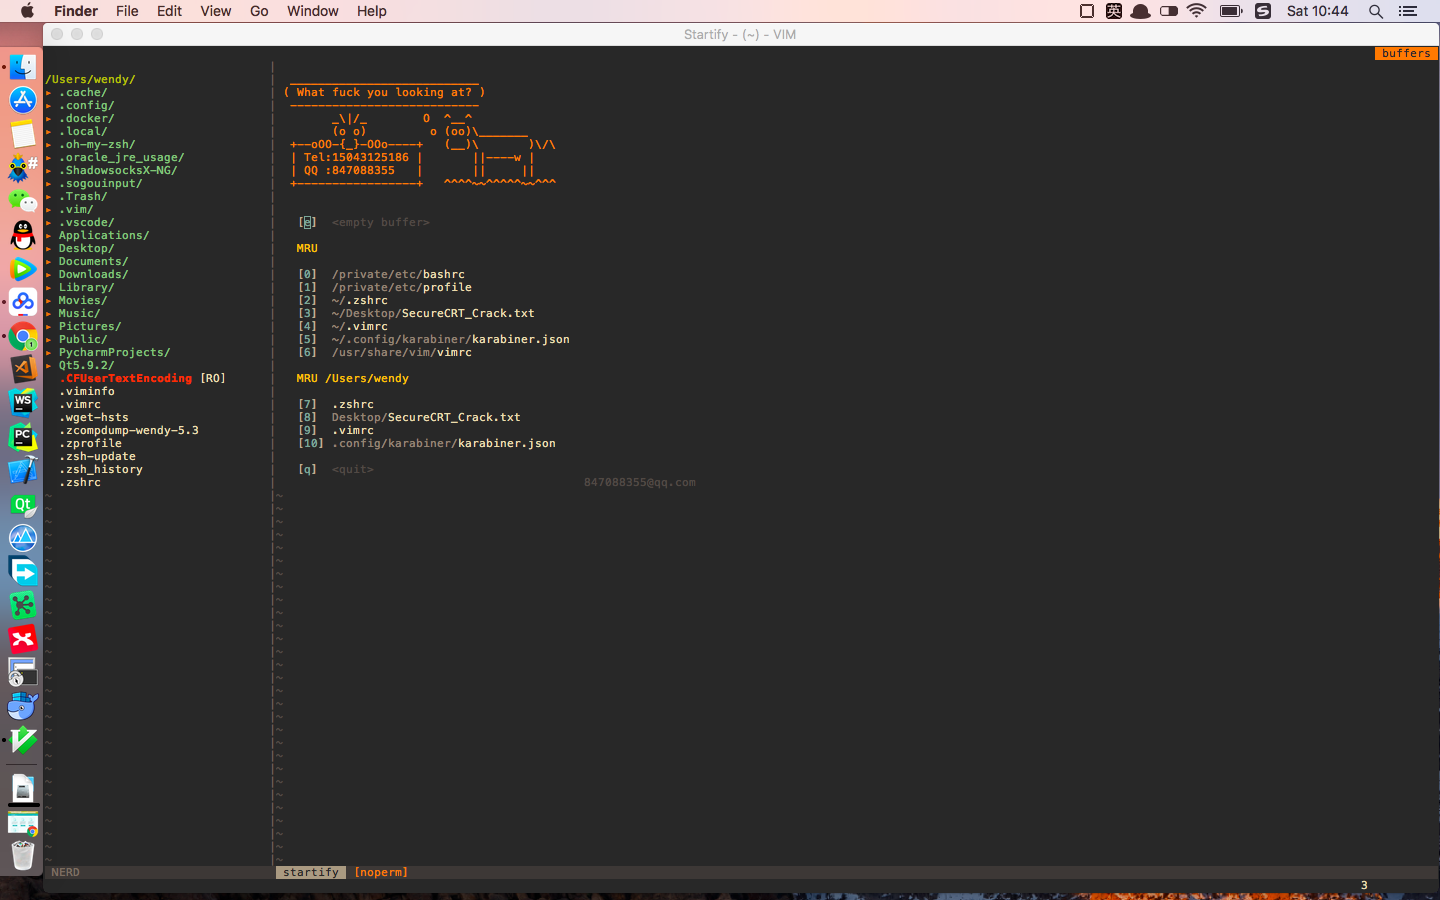 Finder File Edit View Go Window Help
英
Sat 10:44
Startify - (~) - VIM
buffers
/Users/wendy/
▸ .cache/
▸ .config/
▸ .docker/
▸ .local/
▸ .oh-my-zsh/
▸ .oracle_jre_usage/
▸ .ShadowsocksX-NG/
▸ .sogouinput/
▸ .Trash/
▸ .vim/
▸ .vscode/
▸ Applications/
▸ Desktop/
▸ Documents/
▸ Downloads/
▸ Library/
▸ Movies/
▸ Music/
▸ Pictures/
▸ Public/
▸ PycharmProjects/
▸ Qt5.9.2/
.CFUserTextEncoding [RO]
.viminfo
.vimrc
.wget-hsts
.zcompdump-wendy-5.3
.zprofile
.zsh-update
.zsh_history
.zshrc
___________________________
( What fuck you looking at? )
---------------------------
_\|/_        O  ^__^
(o o)         o (oo)\_______
+--oOO-{_}-OOo----+   (__)\       )\/\
| Tel:15043125186 |       ||----w |
| QQ :847088355   |       ||     ||
+-----------------+   ^^^^~~^^^^^~~^^^
[e]  <empty buffer>
MRU
[0]  /private/etc/bashrc
[1]  /private/etc/profile
[2]  ~/.zshrc
[3]  ~/Desktop/SecureCRT_Crack.txt
[4]  ~/.vimrc
[5]  ~/.config/karabiner/karabiner.json
[6]  /usr/share/vim/vimrc
MRU /Users/wendy
[7]  .zshrc
[8]  Desktop/SecureCRT_Crack.txt
[9]  .vimrc
[10] .config/karabiner/karabiner.json
[q]  <quit>
847088355@qq.com
NERD
startify [noperm]
3
WS
PC
Qt